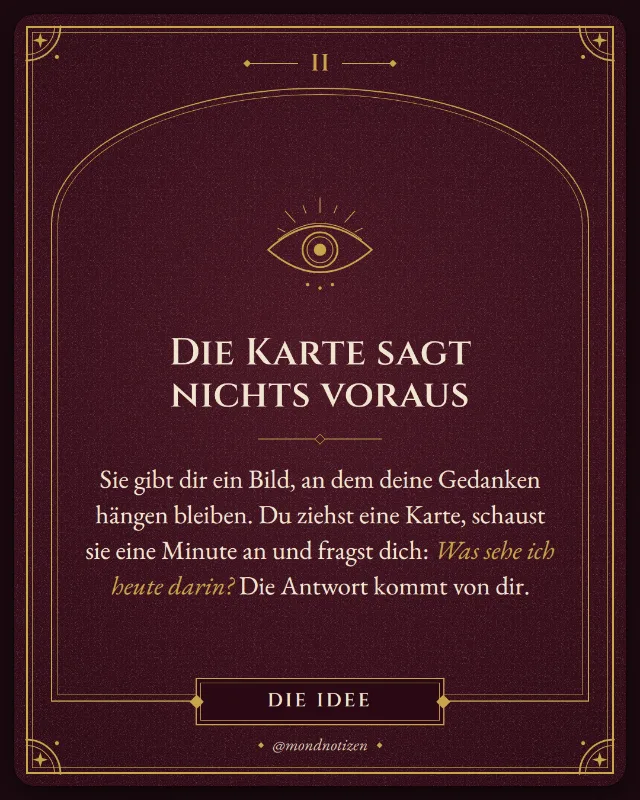 II
Die Karte sagt
nichts voraus
Sie gibt dir ein Bild, an dem deine Gedanken
hängen bleiben. Du ziehst eine Karte, schaust
sie eine Minute an und fragst dich: Was sehe ich
heute darin? Die Antwort kommt von dir.
DIE IDEE
@mondnotizen